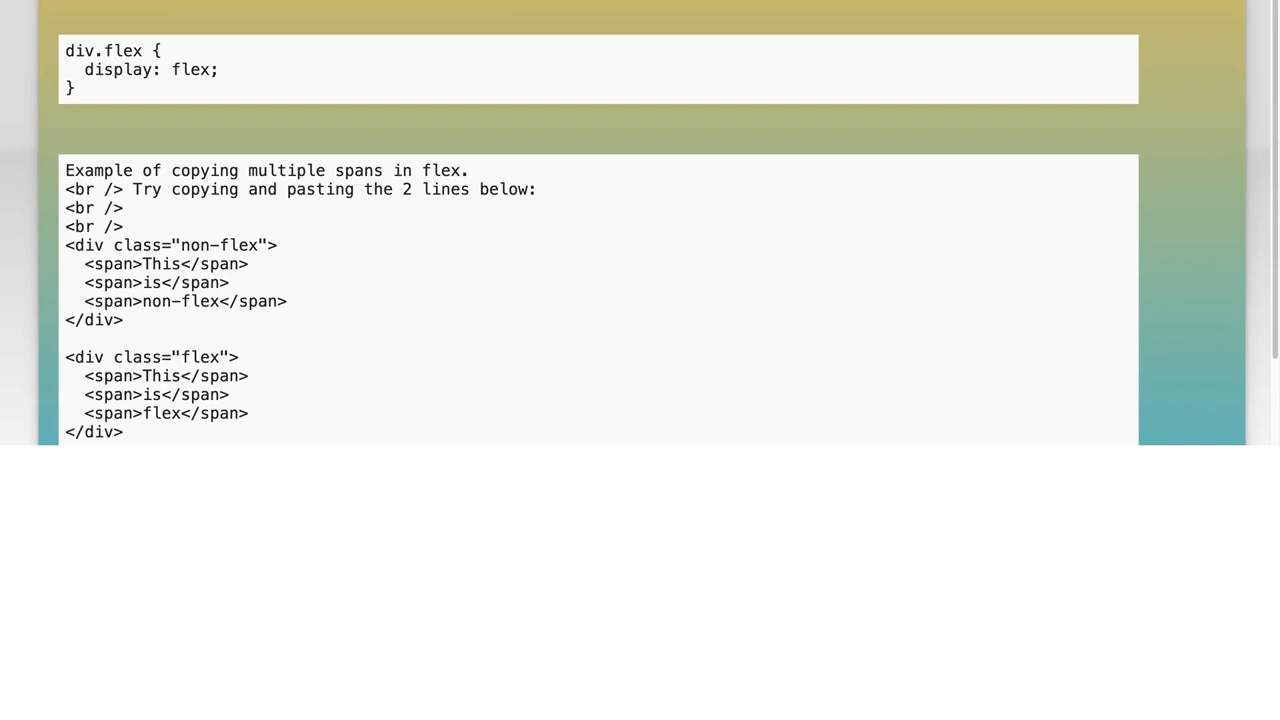 div.flex {
  display: flex;
}
Example of copying multiple spans in flex.
<br /> Try copying and pasting the 2 lines below:
<br />
<br />
<div class="non-flex">
  <span>This</span>
  <span>is</span>
  <span>non-flex</span>
</div>

<div class="flex">
  <span>This</span>
  <span>is</span>
  <span>flex</span>
</div>